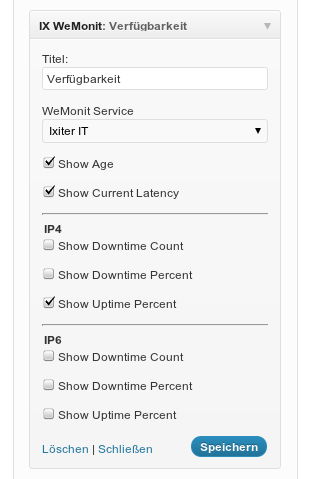 IX WeMonit: Verfügbarkeit
Titel:
Verfügbarkeit
WeMonit Service
Ixiter IT
Show Age
Show Current Latency
IP4
Show Downtime Count
Show Downtime Percent
Show Uptime Percent
IP6
Show Downtime Count
Show Downtime Percent
Show Uptime Percent
Löschen | Schließen Speichern